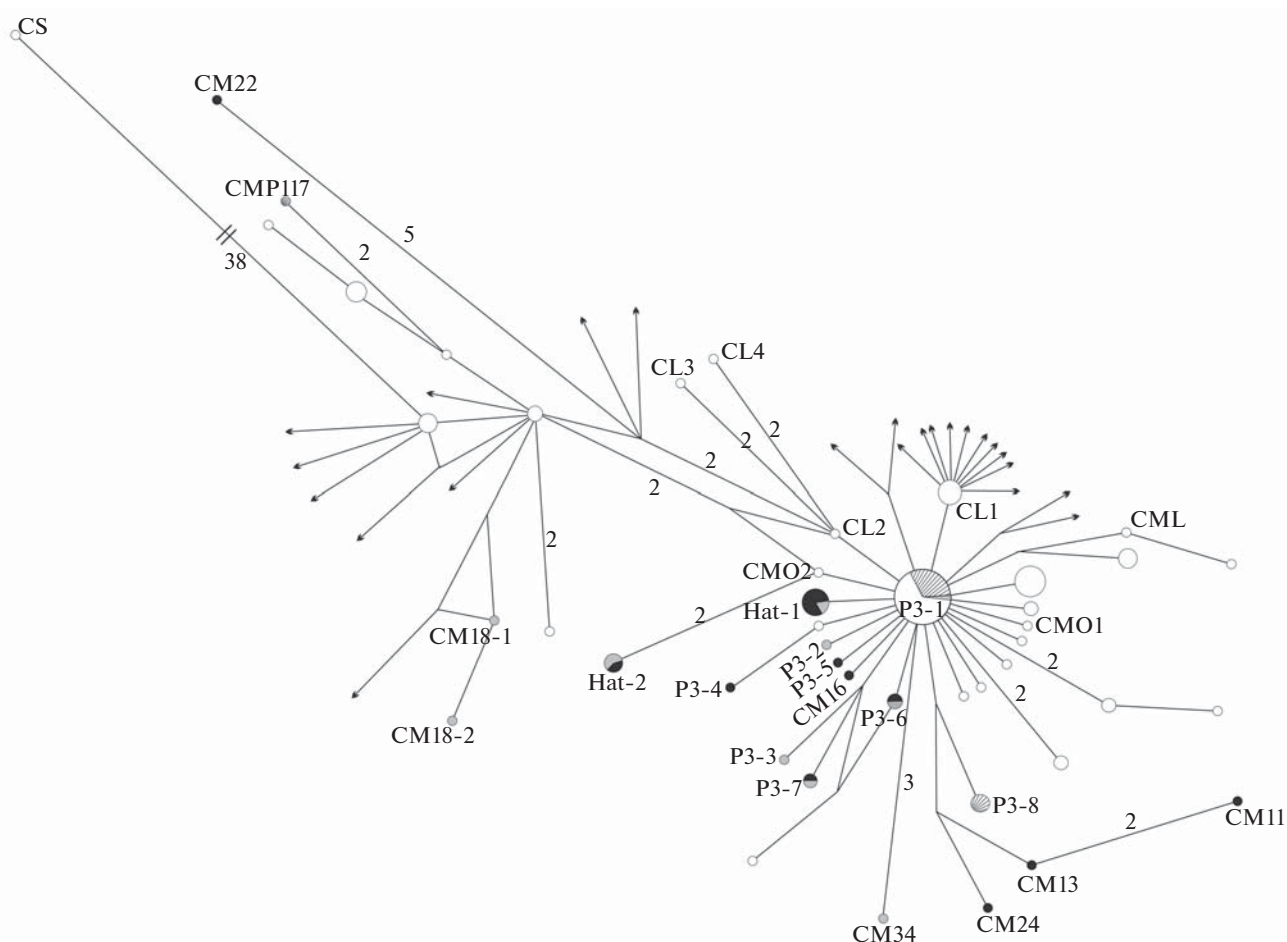 CS
CM22
CMP117
5
2
38
CL4
CL3
2
2
2
2
CL1
CML
CL2
2
CMO2
P3-1
Hat-1
CMO1
2
CM18-1
P3-2
P3-5
2
Hat-2
P3-4
CM16
2
P3-6
CM18-2
P3-3
P3-7
3
P3-8
2
CM11
CM13
CM24
CM34